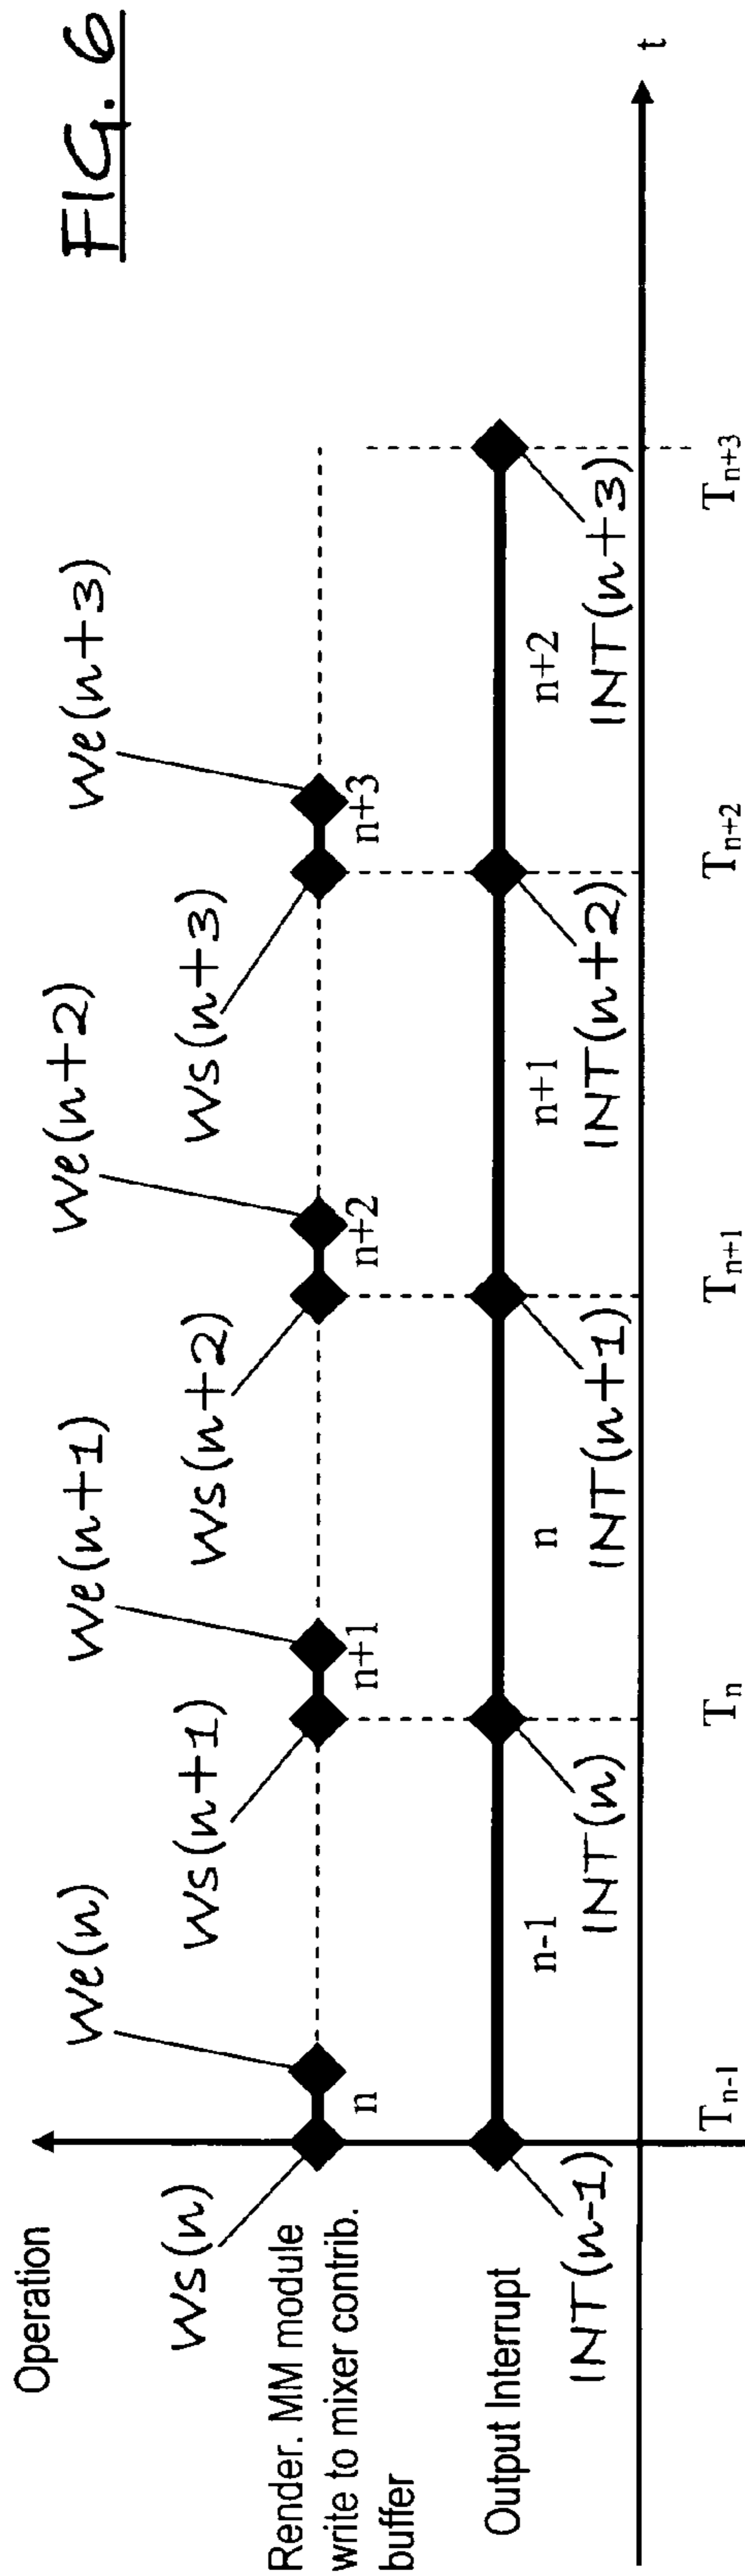 FIG. 6
Operation
We(n)
We(n+1)
We(n+2)
We(n+3)
Ws(n)
Ws(n+1)
Ws(n+2)
Ws(n+3)
Render. MM module
write to mixer contrib.
buffer
n
n+1
n+2
n+3
Output Interrupt
n-1
n
n+1
n+2
INT(n-1)
INT(n)
INT(n+1)
INT(n+2)
INT(n+3)
t
Tn-1
Tn
Tn+1
Tn+2
Tn+3